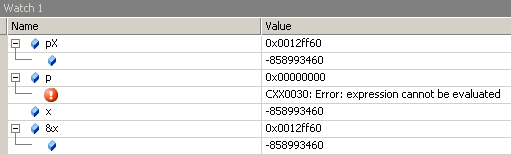 Watch 1
Name Value
pX 0x0012ff60
-858993460
p 0x00000000
CXX0030: Error: expression cannot be evaluated
x -858993460
&x 0x0012ff60
-858993460